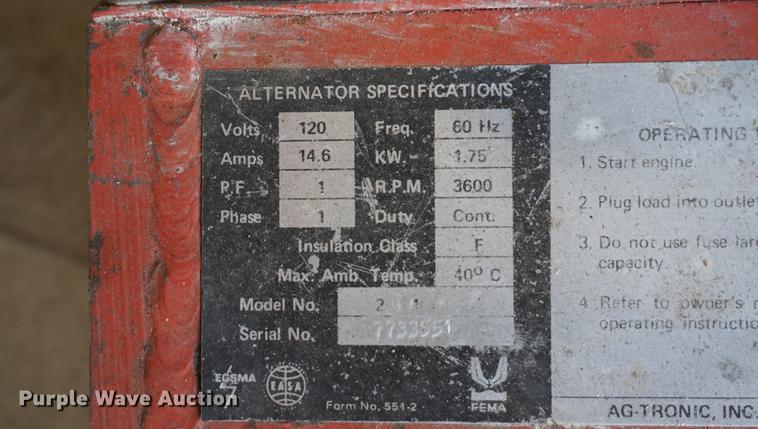 ALTERNATOR SPECIFICATIONS
Volts 120 Freq. 60 Hz
Amps 14.6 KW. 1.75
P.F. 1 R.P.M. 3600
Phase 1 Duty Cont.
Insulation Class F
Max. Amb. Temp. 40° C
Model No. 2 1
Serial No. 7733551
EGSMA
EASA
FEMA
Form No. 551-2
OPERATING
1. Start engine.
2. Plug load into outlet
3. Do not use fuse
capacity.
4. Refer to owner's
operating
AG-TRONIC, INC.
Purple Wave Auction